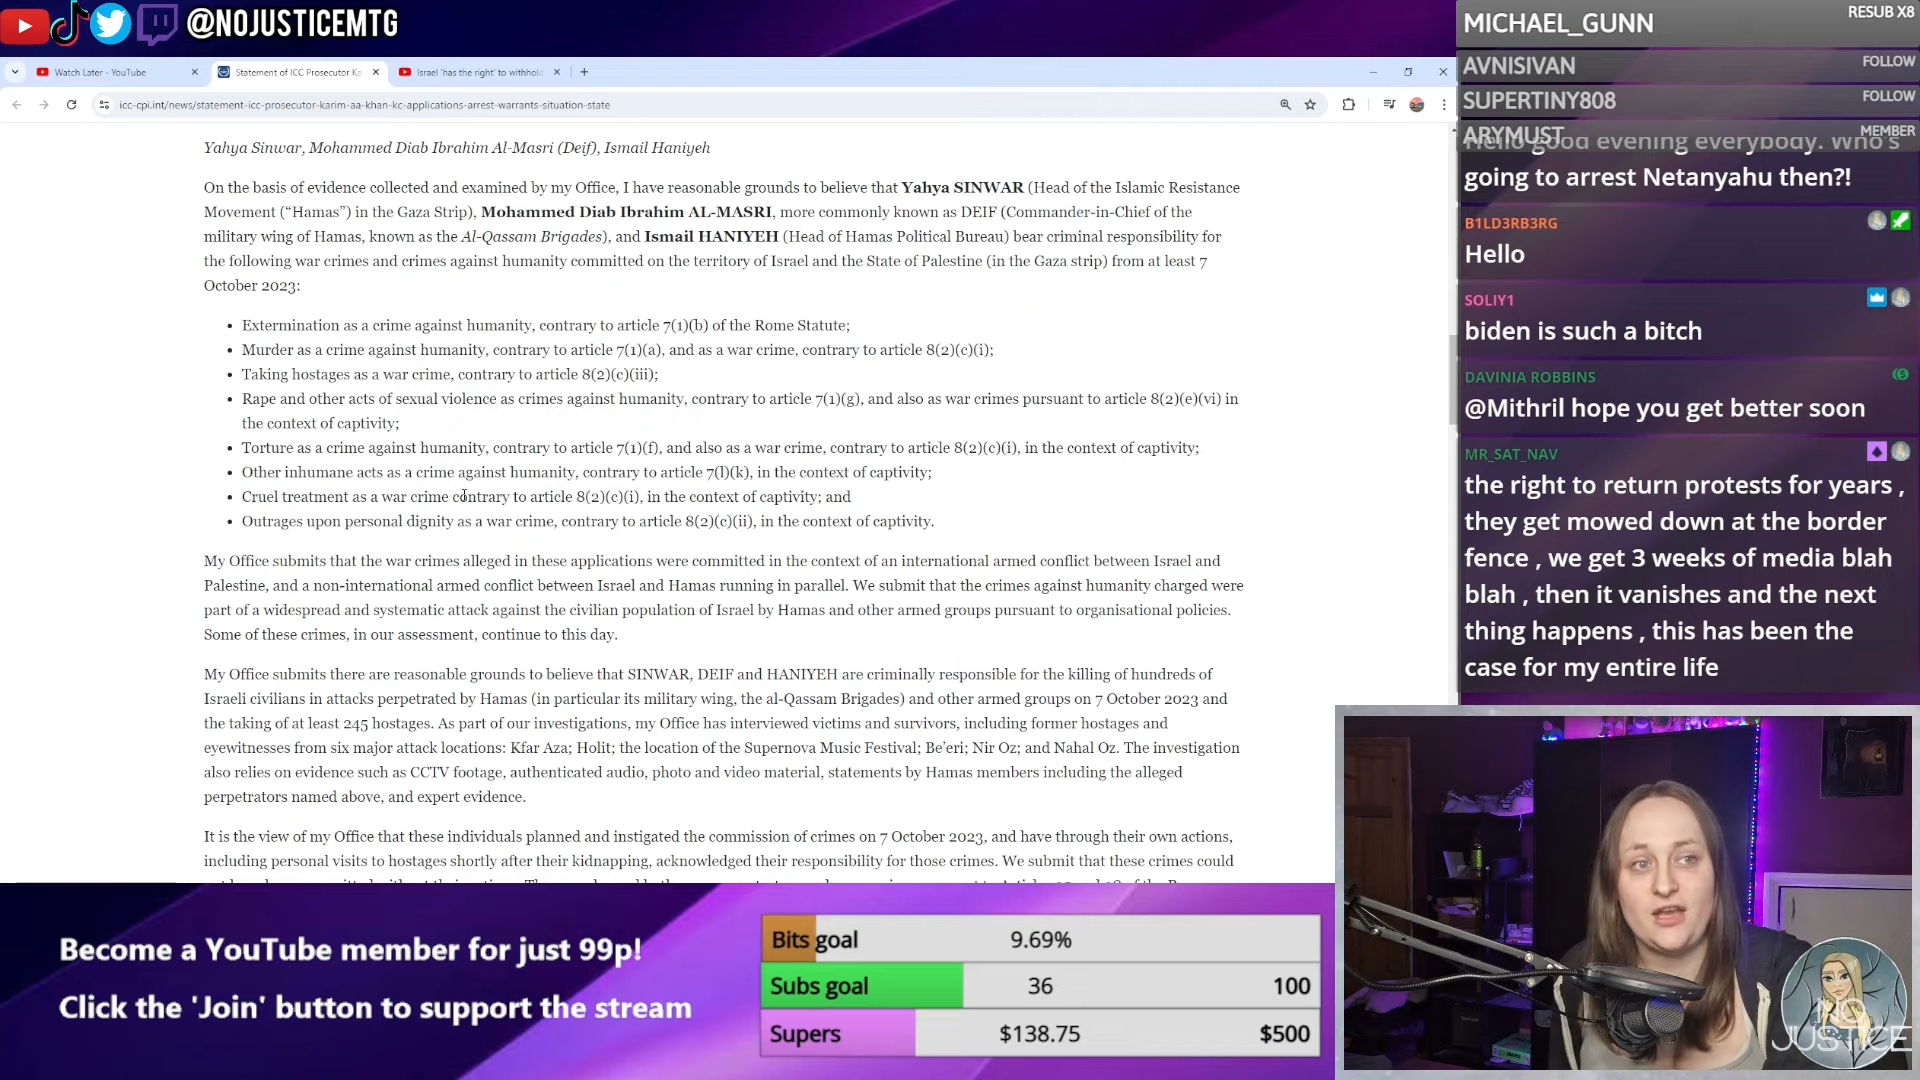 @NOJUSTICEMTG
Watch Later - YouTube
Statement of ICC Prosecutor Ka
Israel 'has the right' to withhold
icc-cpi.int/news/statement-icc-prosecutor-karim-aa-khan-kc-applications-arrest-warrants-situation-state
Yahya Sinwar, Mohammed Diab Ibrahim Al-Masri (Deif), Ismail Haniyeh
On the basis of evidence collected and examined by my Office, I have reasonable grounds to believe that Yahya SINWAR (Head of the Islamic Resistance
Movement (“Hamas”) in the Gaza Strip), Mohammed Diab Ibrahim AL-MASRI, more commonly known as DEIF (Commander-in-Chief of the
military wing of Hamas, known as the Al-Qassam Brigades), and Ismail HANIYEH (Head of Hamas Political Bureau) bear criminal responsibility for
the following war crimes and crimes against humanity committed on the territory of Israel and the State of Palestine (in the Gaza strip) from at least 7
October 2023:
• Extermination as a crime against humanity, contrary to article 7(1)(b) of the Rome Statute;
• Murder as a crime against humanity, contrary to article 7(1)(a), and as a war crime, contrary to article 8(2)(c)(i);
• Taking hostages as a war crime, contrary to article 8(2)(c)(iii);
• Rape and other acts of sexual violence as crimes against humanity, contrary to article 7(1)(g), and also as war crimes pursuant to article 8(2)(e)(vi) in
the context of captivity;
• Torture as a crime against humanity, contrary to article 7(1)(f), and also as a war crime, contrary to article 8(2)(c)(i), in the context of captivity;
• Other inhumane acts as a crime against humanity, contrary to article 7(l)(k), in the context of captivity;
• Cruel treatment as a war crime contrary to article 8(2)(c)(i), in the context of captivity; and
• Outrages upon personal dignity as a war crime, contrary to article 8(2)(c)(ii), in the context of captivity.
My Office submits that the war crimes alleged in these applications were committed in the context of an international armed conflict between Israel and
Palestine, and a non-international armed conflict between Israel and Hamas running in parallel. We submit that the crimes against humanity charged were
part of a widespread and systematic attack against the civilian population of Israel by Hamas and other armed groups pursuant to organisational policies.
Some of these crimes, in our assessment, continue to this day.
My Office submits there are reasonable grounds to believe that SINWAR, DEIF and HANIYEH are criminally responsible for the killing of hundreds of
Israeli civilians in attacks perpetrated by Hamas (in particular its military wing, the al-Qassam Brigades) and other armed groups on 7 October 2023 and
the taking of at least 245 hostages. As part of our investigations, my Office has interviewed victims and survivors, including former hostages and
eyewitnesses from six major attack locations: Kfar Aza; Holit; the location of the Supernova Music Festival; Be’eri; Nir Oz; and Nahal Oz. The investigation
also relies on evidence such as CCTV footage, authenticated audio, photo and video material, statements by Hamas members including the alleged
perpetrators named above, and expert evidence.
It is the view of my Office that these individuals planned and instigated the commission of crimes on 7 October 2023, and have through their own actions,
including personal visits to hostages shortly after their kidnapping, acknowledged their responsibility for those crimes. We submit that these crimes could
MICHAEL_GUNN RESUB X8
AVNISIVAN FOLLOW
SUPERTINY808 FOLLOW
ARYMUST MEMBER
Hello good evening everybody. Who's
going to arrest Netanyahu then?!
B1LD3RB3RG
Hello
SOLIY1
biden is such a bitch
DAVINIA ROBBINS
@Mithril hope you get better soon
MR_SAT_NAV
the right to return protests for years ,
they get mowed down at the border
fence , we get 3 weeks of media blah
blah , then it vanishes and the next
thing happens , this has been the
case for my entire life
Become a YouTube member for just 99p!
Click the 'Join' button to support the stream
Bits goal 9.69%
Subs goal 36 100
Supers $138.75 $500
NO
JUSTICE